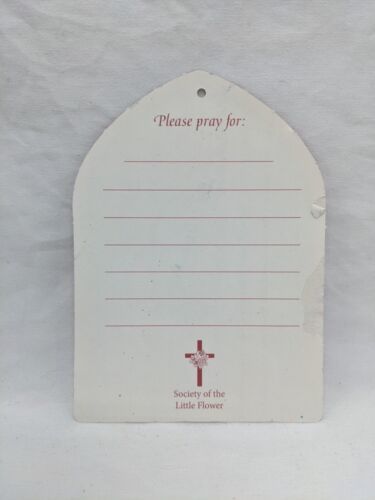 Please pray for:
Society of the
Little Flower